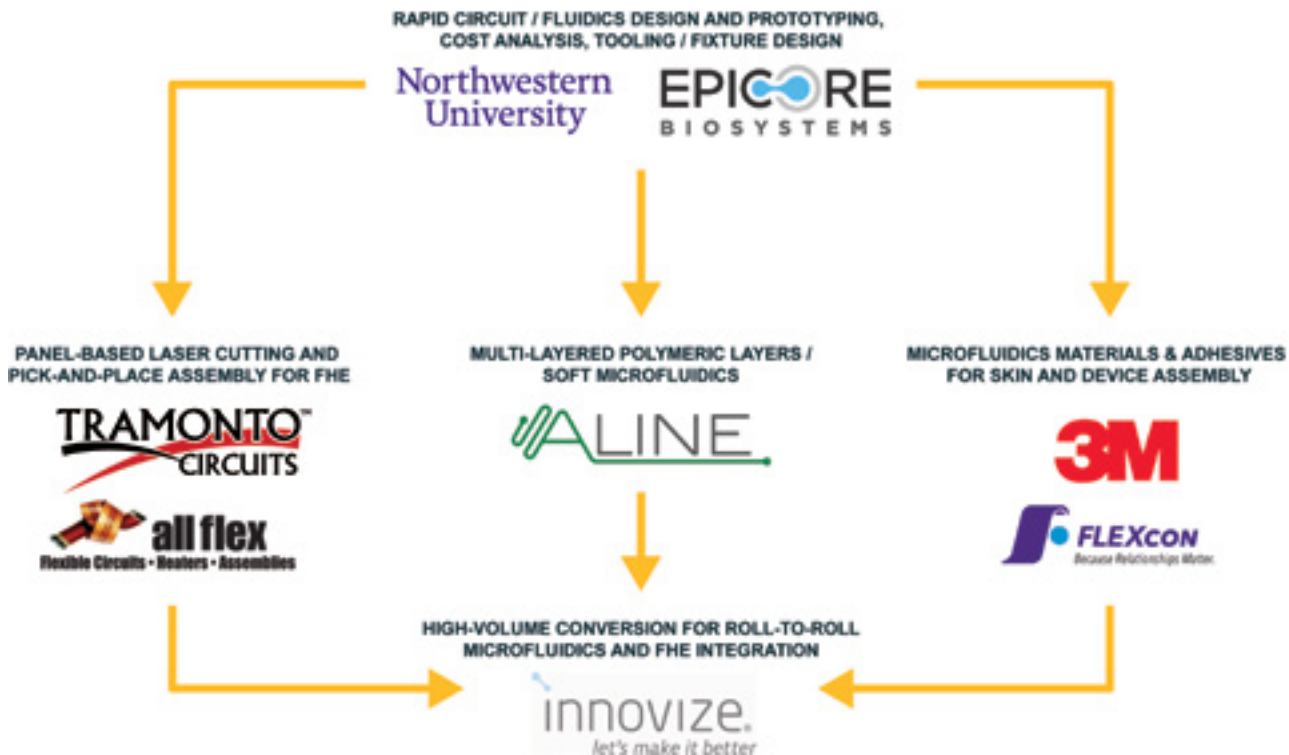 RAPID CIRCUIT / FLUIDICS DESIGN AND PROTOTYPING,
COST ANALYSIS, TOOLING / FIXTURE DESIGN
Northwestern
University
EPICORE
BIOSYSTEMS
PANEL-BASED LASER CUTTING AND
PICK-AND-PLACE ASSEMBLY FOR FHE
TRAMONTO™
CIRCUITS
all flex
Flexible Circuits • Heaters • Assemblies
MULTI-LAYERED POLYMERIC LAYERS /
SOFT MICROFLUIDICS
ALINE
MICROFLUIDICS MATERIALS & ADHESIVES
FOR SKIN AND DEVICE ASSEMBLY
3M
FLEXCON
Because Relationships Matter.
HIGH-VOLUME CONVERSION FOR ROLL-TO-ROLL
MICROFLUIDICS AND FHE INTEGRATION
innovize.
let's make it better